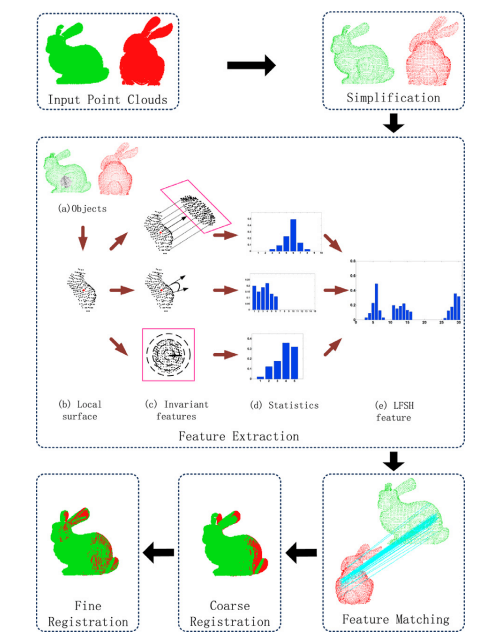 Input Point Clouds
Simplification
(a)Objects
(b) Local
surface
(c) Invariant
features
(d) Statistics
(e) LFSH
feature
Feature Extraction
Fine
Registration
Coarse
Registration
Feature Matching